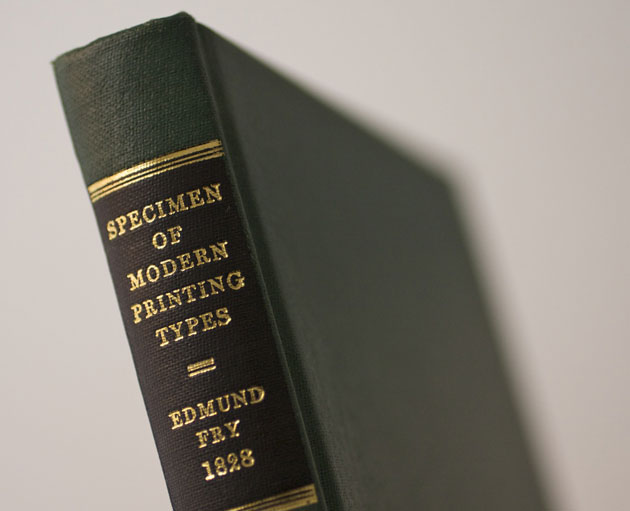 SPECIMEN
OF
MODERN
PRINTING
TYPES
EDMUND
FRY
1828